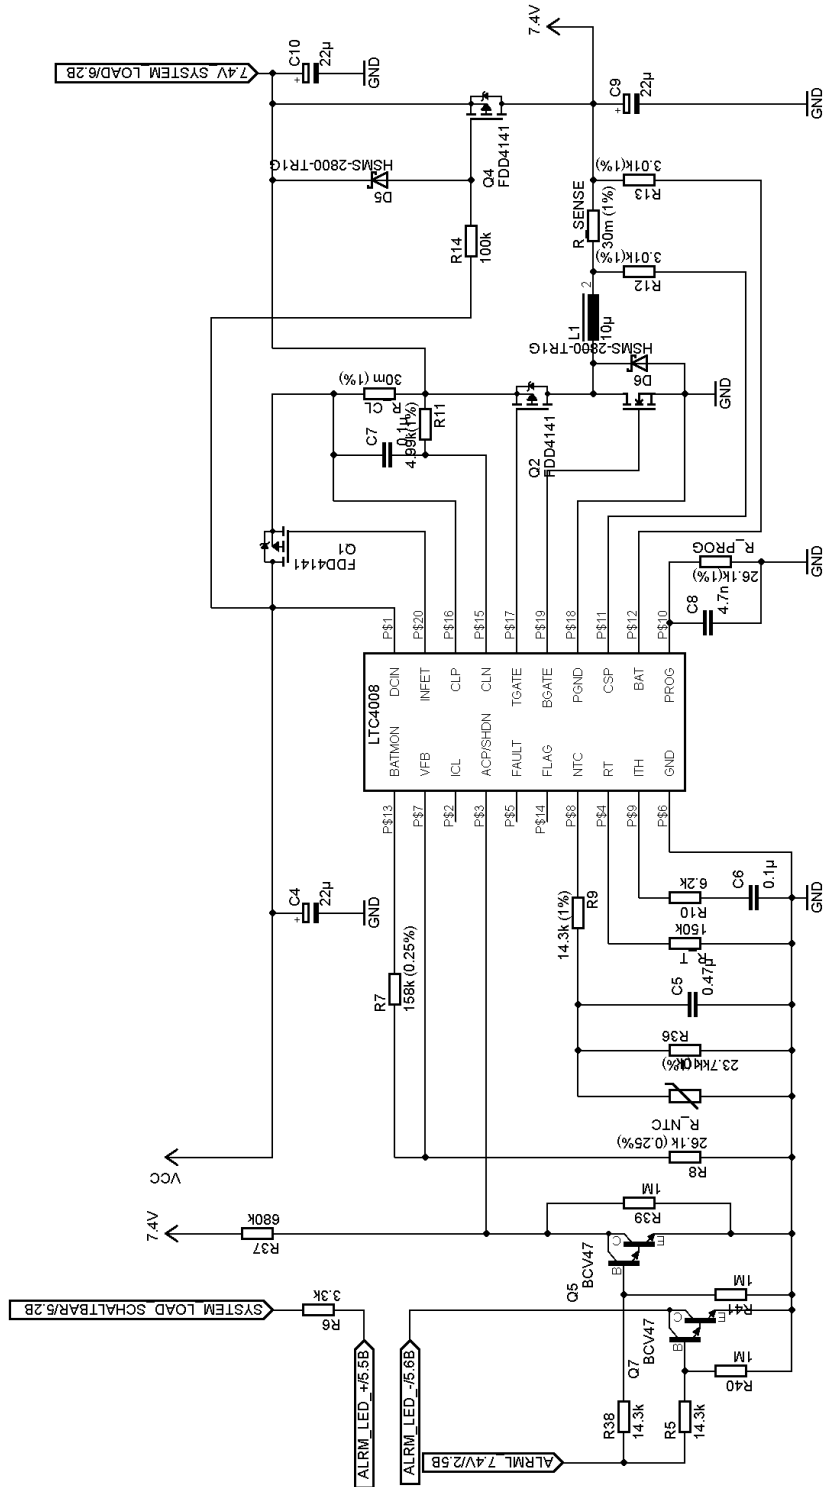 7.4V_SYSTEM_LOAD/6.2B
C10
22µ
GND
7.4V
C9
22µ
GND
Q4
FDD4141
HSMS-2800-TR1G
D5
R14
100k
R_SENSE
30m (1%)
3.01k(1%)
R13
3.01k(1%)
R12
2
L1
10µ
HSMS-2800-TR1G
D6
GND
30m (1%)
R_CL
R11
4.99k(1%)
C7
0.1µ
Q2
FDD4141
Q1
FDD4141
R_PROG
26.1k(1%)
C8
4.7n
GND
P$1
P$20
P$16
P$15
P$17
P$19
P$18
P$11
P$12
P$10
LTC4008
DCIN
INFET
CLP
CLN
TGATE
BGATE
PGND
CSP
BAT
PROG
BATMON
VFB
ICL
ACP/SHDN
FAULT
FLAG
NTC
RT
ITH
GND
P$13
P$7
P$2
P$3
P$5
P$14
P$8
P$4
P$9
P$6
C4
22µ
GND
R7
158k (0.25%)
R9
14.3k (1%)
6.2k
R10
C6
0.1µ
GND
150k
R_T
C5
0.47µ
R36
R_NTC
26.1k (0.25%)
R8
VCC
7.4V
680k
R37
1M
R39
Q5
BCV47
B
C
E
SYSTEM_LOAD_SCHALTBAR/5.2B
3.3k
R6
ALRM_LED_+/5.5B
ALRM_LED_-/5.6B
Q7
BCV47
B
C
E
1M
R41
1M
R40
R38
14.3k
R5
14.3k
ALRML_7.4V/2.5B